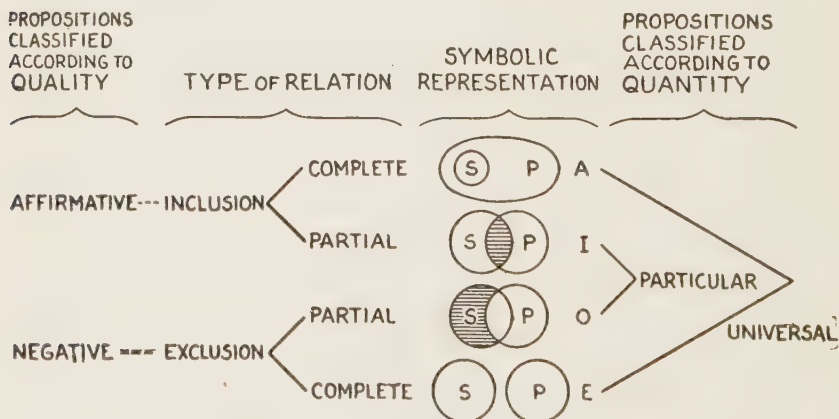 PROPOSITIONS
CLASSIFIED
ACCORDING TO
QUALITY
TYPE OF RELATION
SYMBOLIC
REPRESENTATION
PROPOSITIONS
CLASSIFIED
ACCORDING TO
QUANTITY
COMPLETE
S P A
AFFIRMATIVE --- INCLUSION
PARTIAL
S P I
PARTICULAR
PARTIAL
S P O
UNIVERSAL
NEGATIVE --- EXCLUSION
COMPLETE
S P E